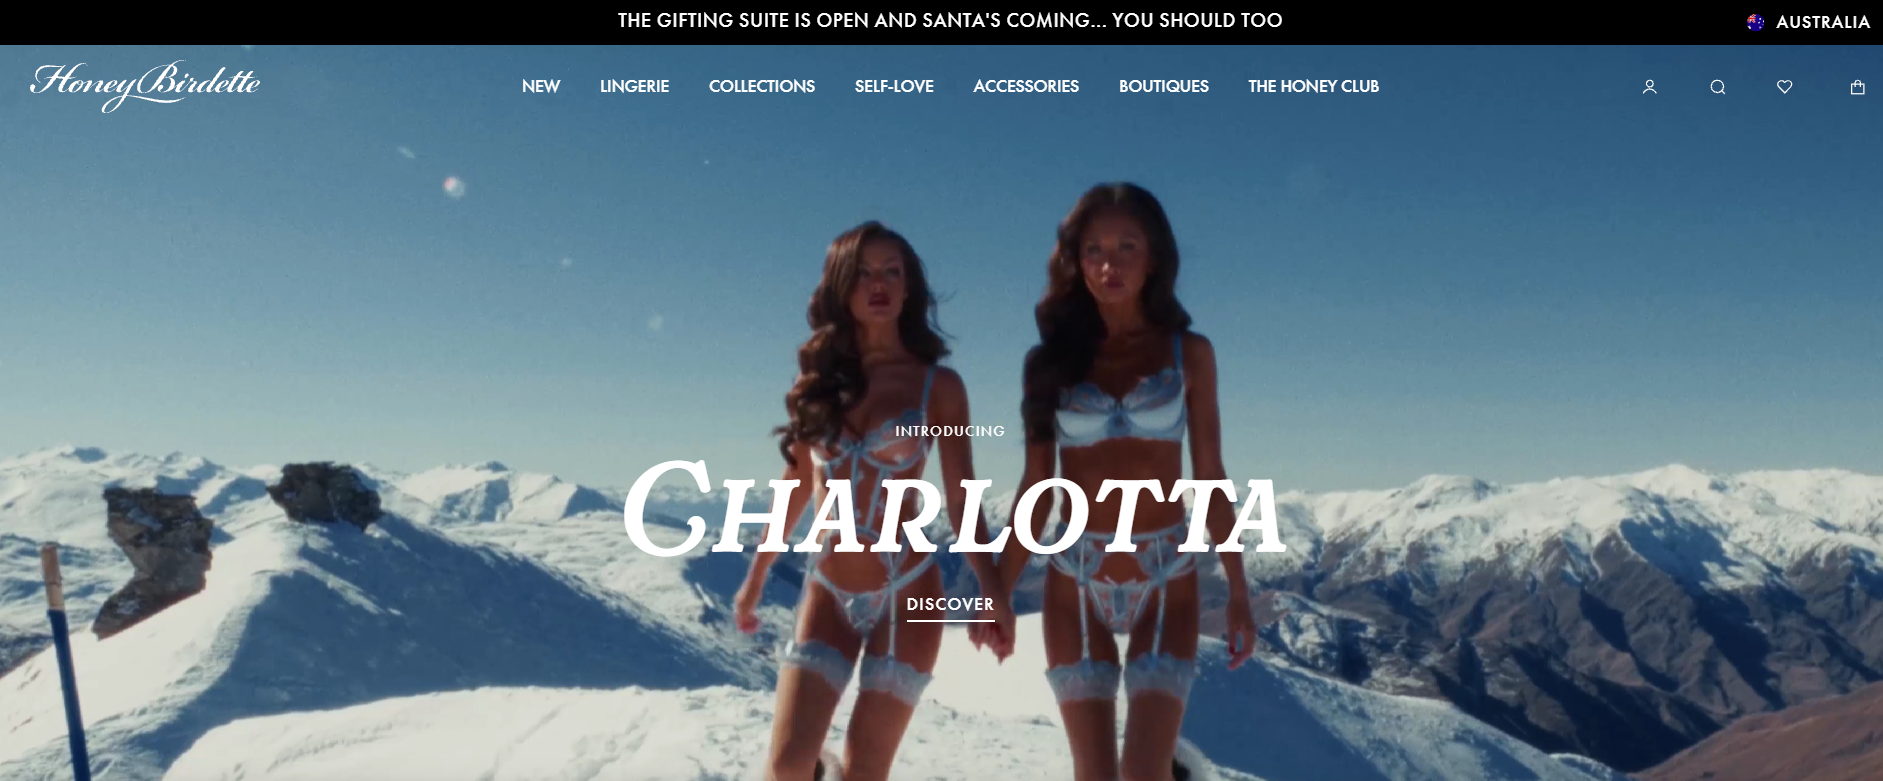 THE GIFTING SUITE IS OPEN AND SANTA'S COMING... YOU SHOULD TOO
AUSTRALIA
Honey Birdette
NEW LINGERIE COLLECTIONS SELF-LOVE ACCESSORIES BOUTIQUES THE HONEY CLUB
INTRODUCING
CHARLOTTA
DISCOVER